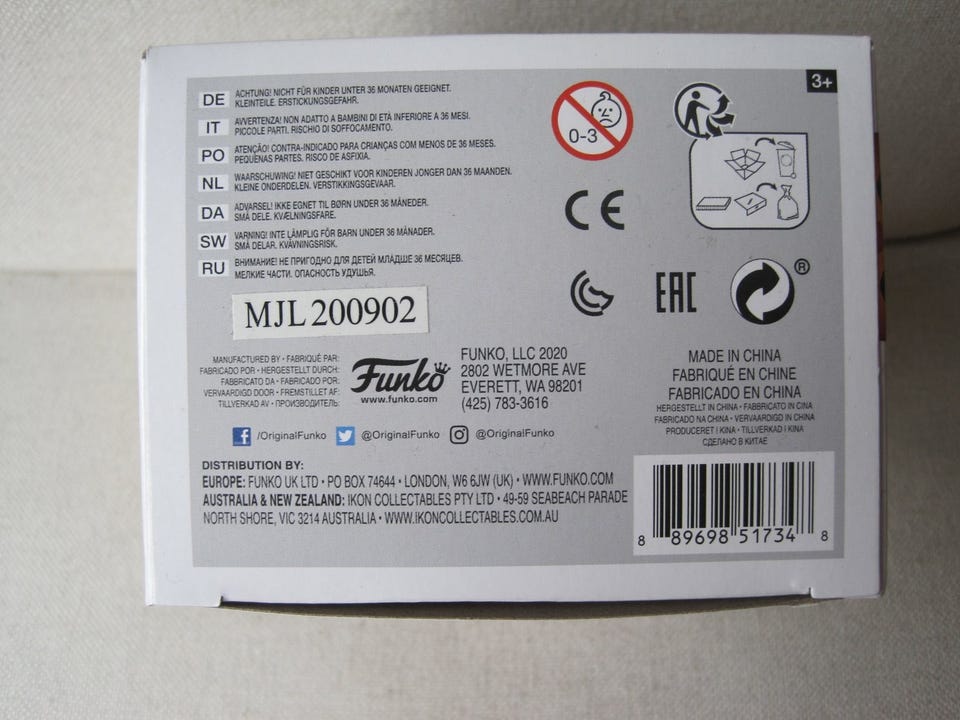 3+
DE ACHTUNG! NICHT FÜR KINDER UNTER 36 MONATEN GEEIGNET.
KLEINTEILE. ERSTICKUNGSGEFAHR.
IT AVVERTENZA! NON ADATTO A BAMBINI DI ETÀ INFERIORE A 36 MESI.
PICCOLE PARTI. RISCHIO DI SOFFOCAMENTO.
PO ATENÇÃO! CONTRA-INDICADO PARA CRIANÇAS COM MENOS DE 36 MESES.
PEQUENAS PARTES. RISCO DE ASFIXIA.
NL WAARSCHUWING! NIET GESCHIKT VOOR KINDEREN JONGER DAN 36 MAANDEN.
KLEINE ONDERDELEN. VERSTIKKINGSGEVAAR.
DA ADVARSEL! IKKE EGNET TIL BØRN UNDER 36 MÅNEDER.
SMÅ DELE. KVÆLNINGSFARE.
SW VARNING! INTE LÄMPLIG FÖR BARN UNDER 36 MÅNADER.
SMÅ DELAR. KVÄVNINGSRISK.
RU ВНИМАНИЕ! НЕ ПРИГОДНО ДЛЯ ДЕТЕЙ МЛАДШЕ 36 МЕСЯЦЕВ.
МЕЛКИЕ ЧАСТИ. ОПАСНОСТЬ УДУШЬЯ.
0-3
CE
EAC
®
MJL 200902
MANUFACTURED BY • FABRIQUÉ PAR:
FABRICADO POR • HERGESTELLT DURCH:
FABBRICATO DA • FABRICADO POR:
VERVAARDIGD DOOR • FREMSTILLET AF:
TILLVERKAD AV • ПРОИЗВОДИТЕЛЬ:
Funko
www.funko.com
FUNKO, LLC 2020
2802 WETMORE AVE
EVERETT, WA 98201
(425) 783-3616
/OriginalFunko @OriginalFunko @OriginalFunko
MADE IN CHINA
FABRIQUÉ EN CHINE
FABRICADO EN CHINA
HERGESTELLT IN CHINA • FABBRICATO IN CINA
FABRICADO NA CHINA • VERVAARDIGD IN CHINA
PRODUCERET I KINA • TILLVERKAD I KINA
СДЕЛАНО В КИТАЕ
DISTRIBUTION BY:
EUROPE: FUNKO UK LTD • PO BOX 74644 • LONDON, W6 6JW (UK) • WWW.FUNKO.COM
AUSTRALIA & NEW ZEALAND: IKON COLLECTABLES PTY LTD • 49-59 SEABEACH PARADE
NORTH SHORE, VIC 3214 AUSTRALIA • WWW.IKONCOLLECTABLES.COM.AU
8 89698 51734 8